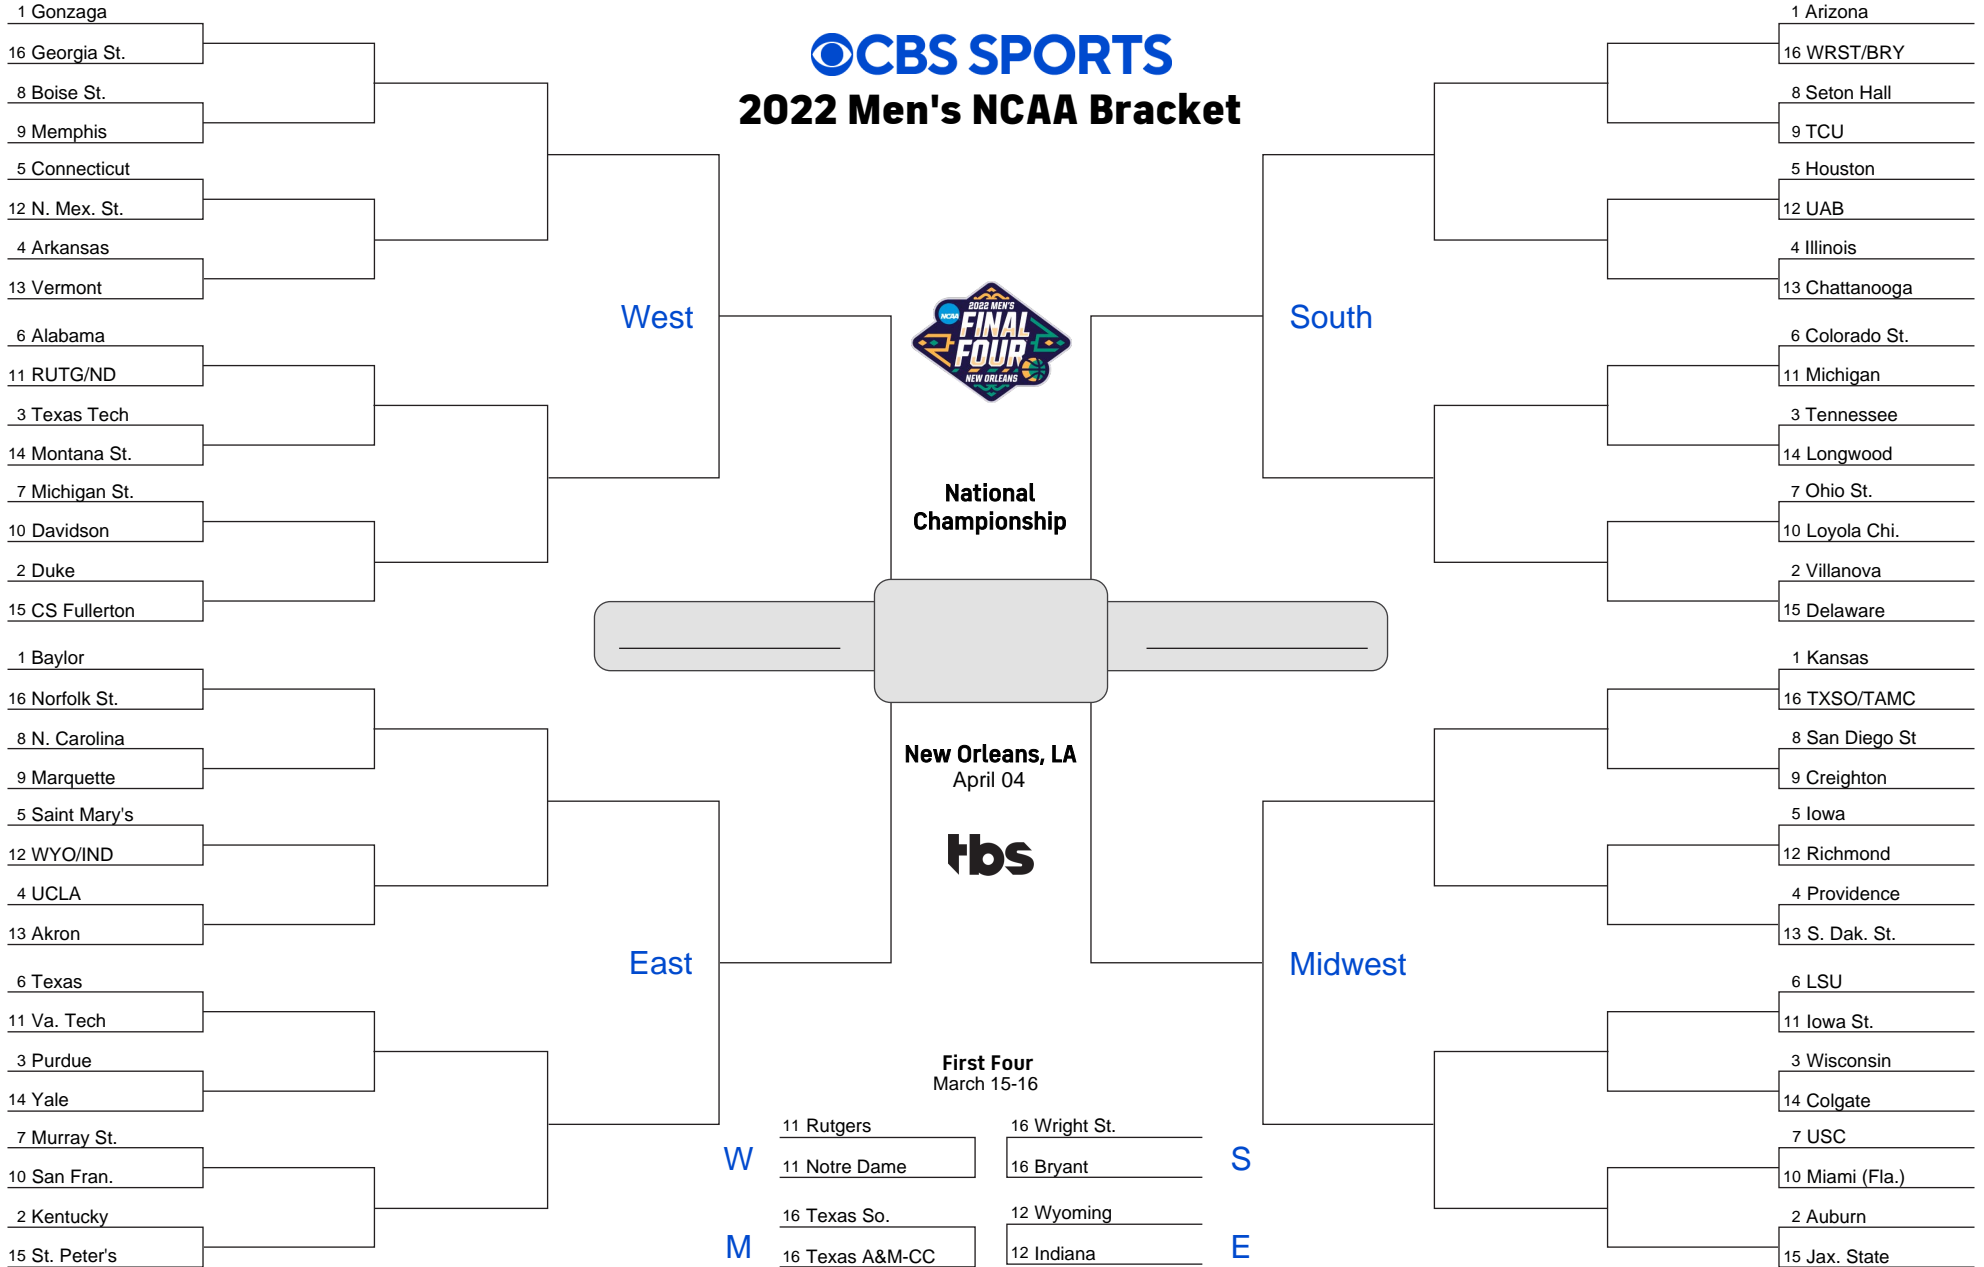 CBS SPORTS
2022 Men's NCAA Bracket
1 Gonzaga
16 Georgia St.
8 Boise St.
9 Memphis
5 Connecticut
12 N. Mex. St.
4 Arkansas
13 Vermont
6 Alabama
11 RUTG/ND
3 Texas Tech
14 Montana St.
7 Michigan St.
10 Davidson
2 Duke
15 CS Fullerton
West
1 Baylor
16 Norfolk St.
8 N. Carolina
9 Marquette
5 Saint Mary's
12 WYO/IND
4 UCLA
13 Akron
6 Texas
11 Va. Tech
3 Purdue
14 Yale
7 Murray St.
10 San Fran.
2 Kentucky
15 St. Peter's
East
2022 MEN'S
NCAA
FINAL
FOUR
NEW ORLEANS
National
Championship
New Orleans, LA
April 04
tbs
First Four
March 15-16
W
11 Rutgers
11 Notre Dame
16 Wright St.
16 Bryant
S
M
16 Texas So.
16 Texas A&M-CC
12 Wyoming
12 Indiana
E
South
1 Arizona
16 WRST/BRY
8 Seton Hall
9 TCU
5 Houston
12 UAB
4 Illinois
13 Chattanooga
6 Colorado St.
11 Michigan
3 Tennessee
14 Longwood
7 Ohio St.
10 Loyola Chi.
2 Villanova
15 Delaware
Midwest
1 Kansas
16 TXSO/TAMC
8 San Diego St
9 Creighton
5 Iowa
12 Richmond
4 Providence
13 S. Dak. St.
6 LSU
11 Iowa St.
3 Wisconsin
14 Colgate
7 USC
10 Miami (Fla.)
2 Auburn
15 Jax. State